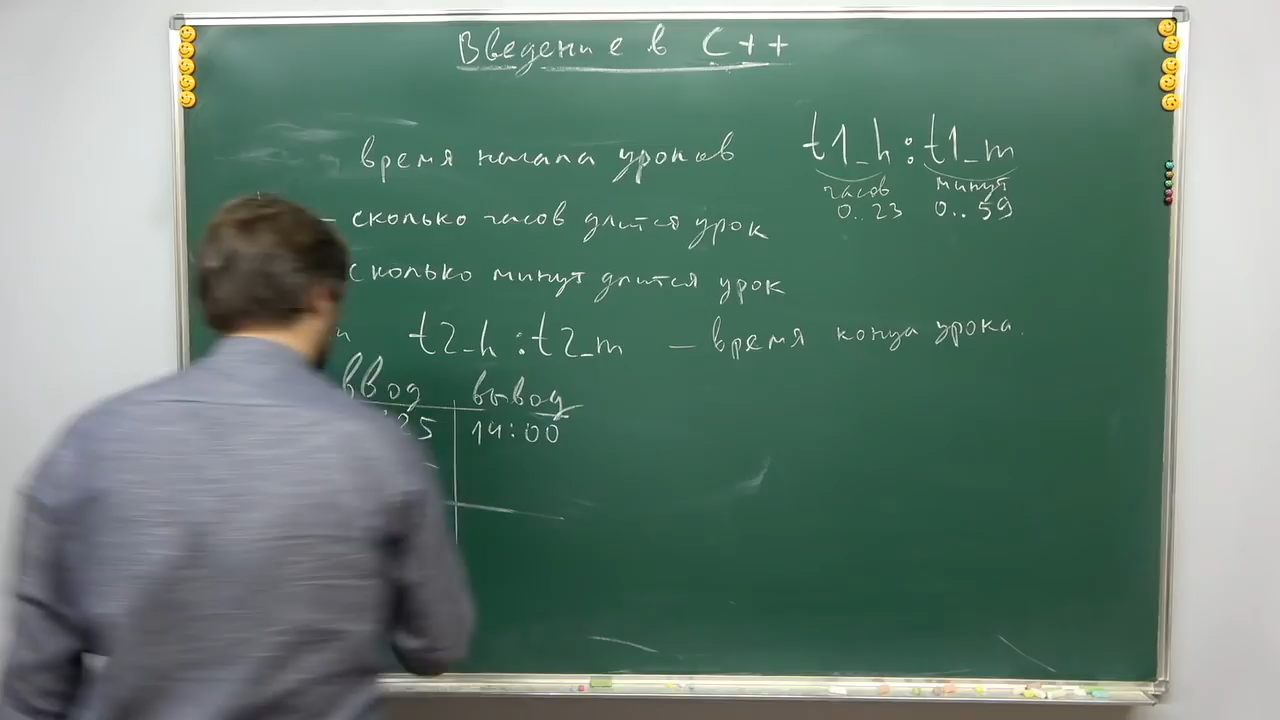 Введение в C++
время начала уроков t1_h:t1_m
часов минут
0..23 0..59
— сколько часов длится урок
сколько минут длится урок
t2_h:t2_m — время конца урока.
ввод вывод
25 14:00